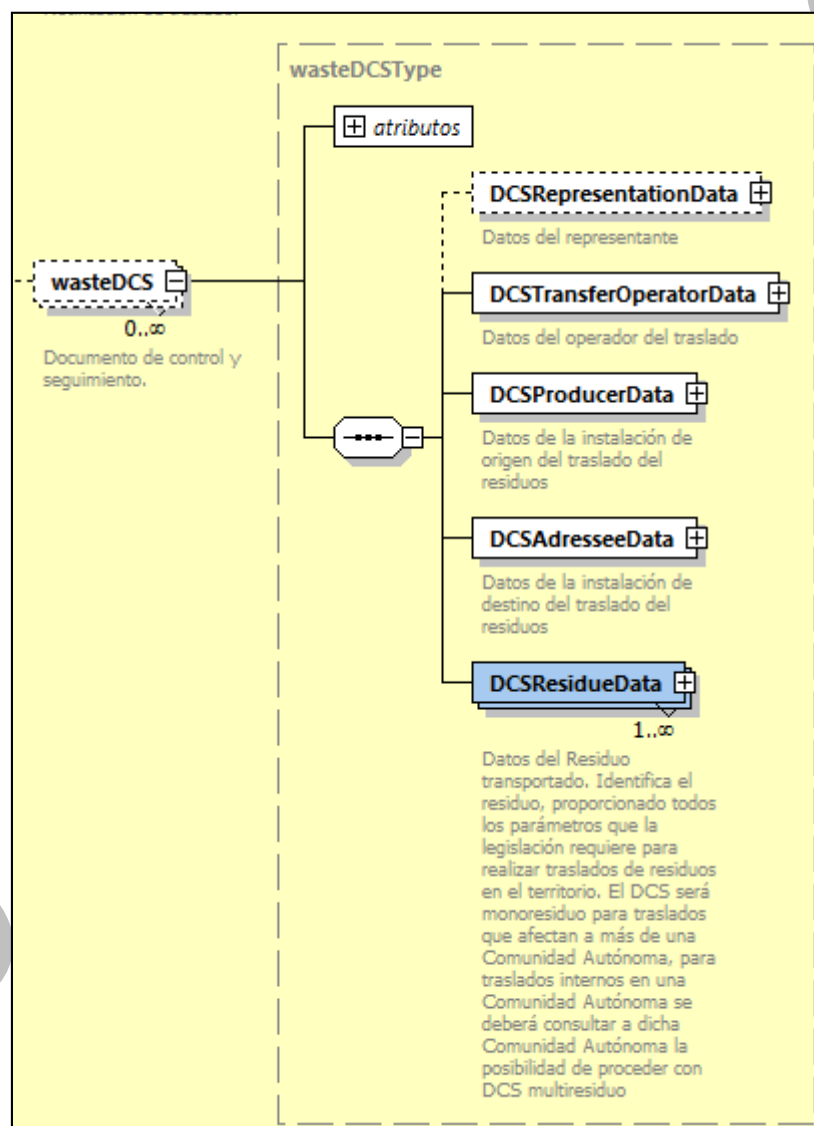 wasteDCSType
atributos
DCSRepresentationData
Datos del representante
DCSTransferOperatorData
Datos del operador del traslado
wasteDCS
0..∞
Documento de control y
seguimiento.
DCSProducerData
Datos de la instalación de
origen del traslado del
residuos
DCSAdresseeData
Datos de la instalación de
destino del traslado del
residuos
DCSResidueData
1..∞
Datos del Residuo
transportado. Identifica el
residuo, proporcionado todos
los parámetros que la
legislación requiere para
realizar traslados de residuos
en el territorio. El DCS será
monoresiduo para traslados
que afectan a más de una
Comunidad Autónoma, para
traslados internos en una
Comunidad Autónoma se
deberá consultar a dicha
Comunidad Autónoma la
posibilidad de proceder con
DCS multiresiduo